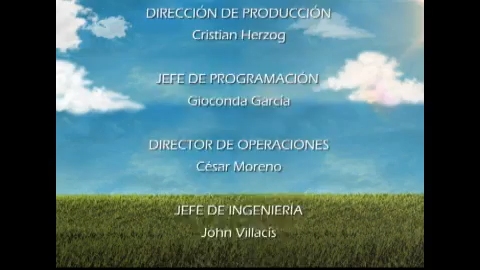 DIRECCIÓN DE PRODUCCIÓN
Cristian Herzog
JEFE DE PROGRAMACIÓN
Gioconda García
DIRECTOR DE OPERACIONES
César Moreno
JEFE DE INGENIERÍA
John Villacís